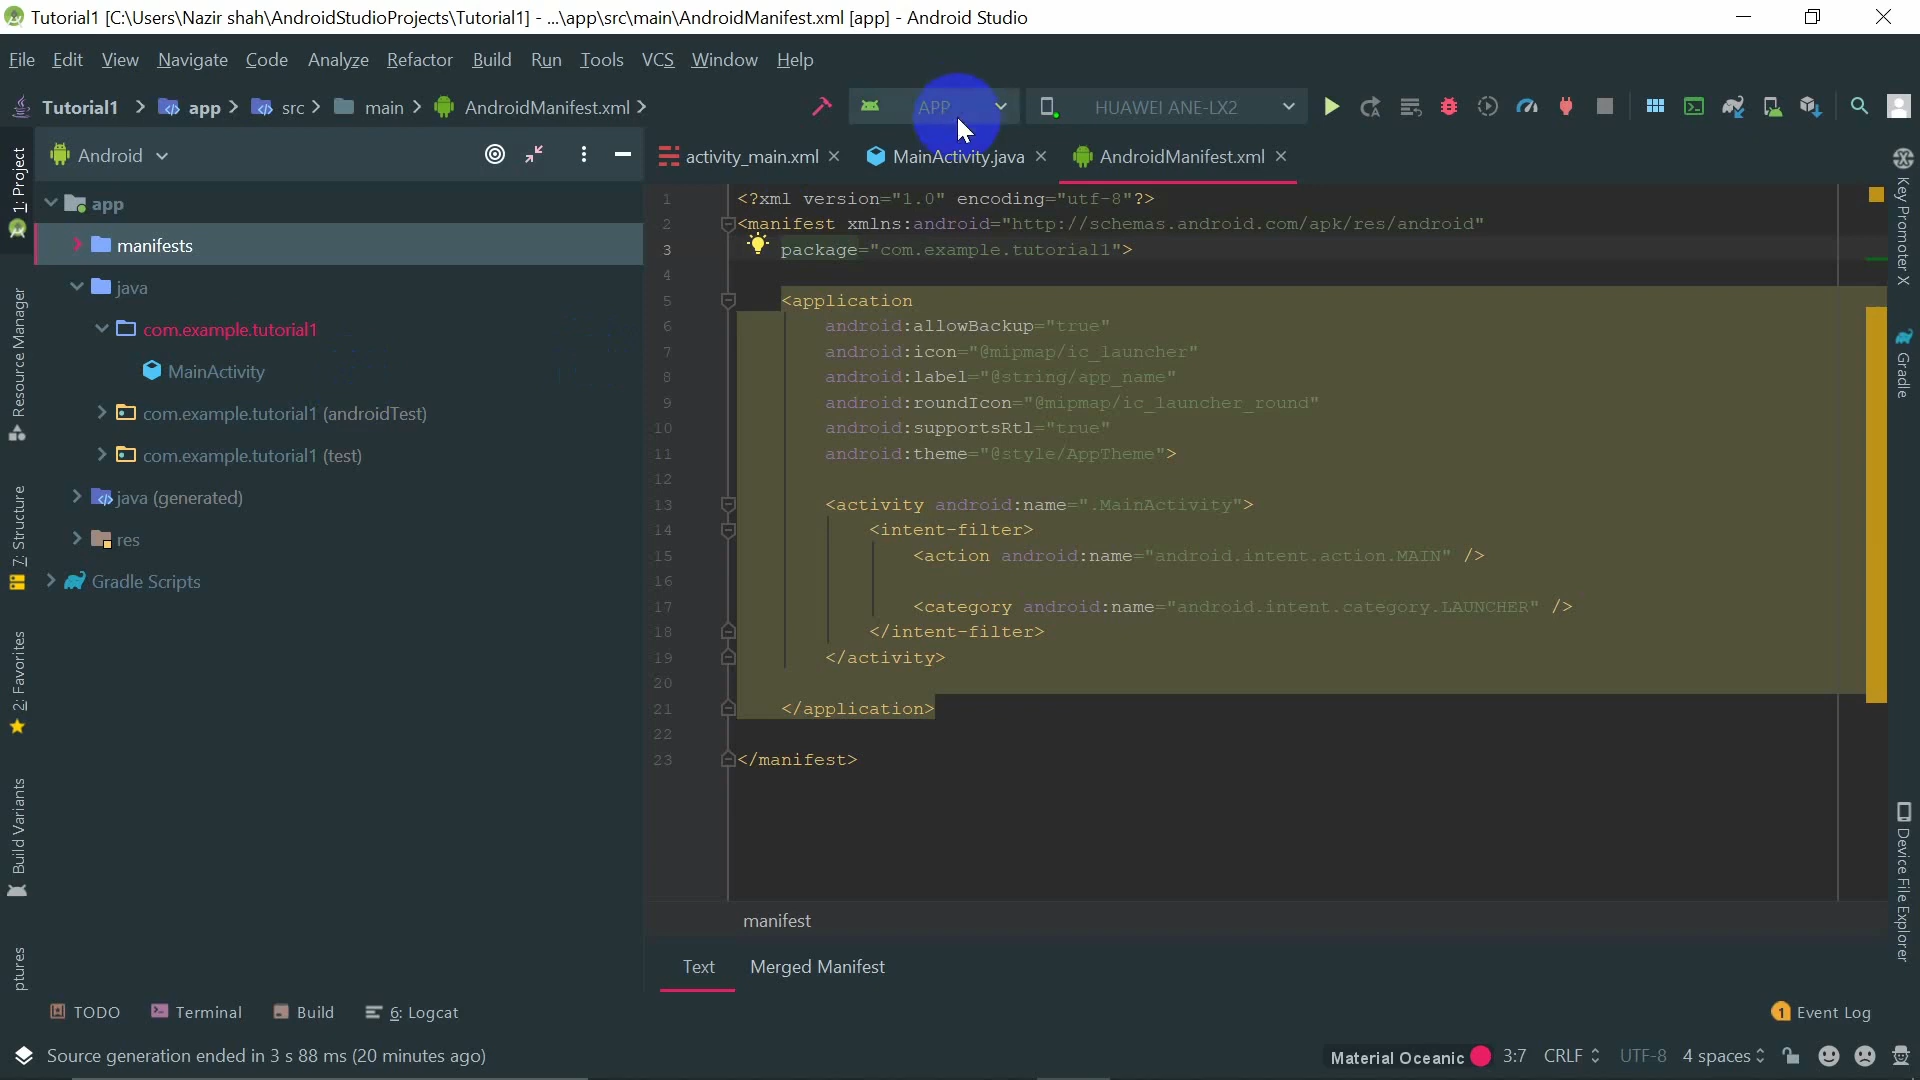 Tutorial1 [C:\Users\Nazir shah\AndroidStudioProjects\Tutorial1] - ...\app\src\main\AndroidManifest.xml [app] - Android Studio
File Edit View Navigate Code Analyze Refactor Build Run Tools VCS Window Help
Tutorial1 app src main AndroidManifest.xml APP HUAWEI ANE-LX2
Android activity_main.xml MainActivity.java AndroidManifest.xml
1: Project
Resource Manager
7: Structure
2: Favorites
Build Variants
ptures
app
manifests
java
com.example.tutorial1
MainActivity
com.example.tutorial1 (androidTest)
com.example.tutorial1 (test)
java (generated)
res
Gradle Scripts
1 <?xml version="1.0" encoding="utf-8"?>
2 <manifest xmlns:android="http://schemas.android.com/apk/res/android"
3 package="com.example.tutorial1">
4
5 <application
6 android:allowBackup="true"
7 android:icon="@mipmap/ic_launcher"
8 android:label="@string/app_name"
9 android:roundIcon="@mipmap/ic_launcher_round"
10 android:supportsRtl="true"
11 android:theme="@style/AppTheme">
12
13 <activity android:name=".MainActivity">
14 <intent-filter>
15 <action android:name="android.intent.action.MAIN" />
16
17 <category android:name="android.intent.category.LAUNCHER" />
18 </intent-filter>
19 </activity>
20
21 </application>
22
23 </manifest>
manifest
Text Merged Manifest
Key Promoter X
Gradle
Device File Explorer
TODO Terminal Build 6: Logcat 1 Event Log
Source generation ended in 3 s 88 ms (20 minutes ago) Material Oceanic 3:7 CRLF UTF-8 4 spaces